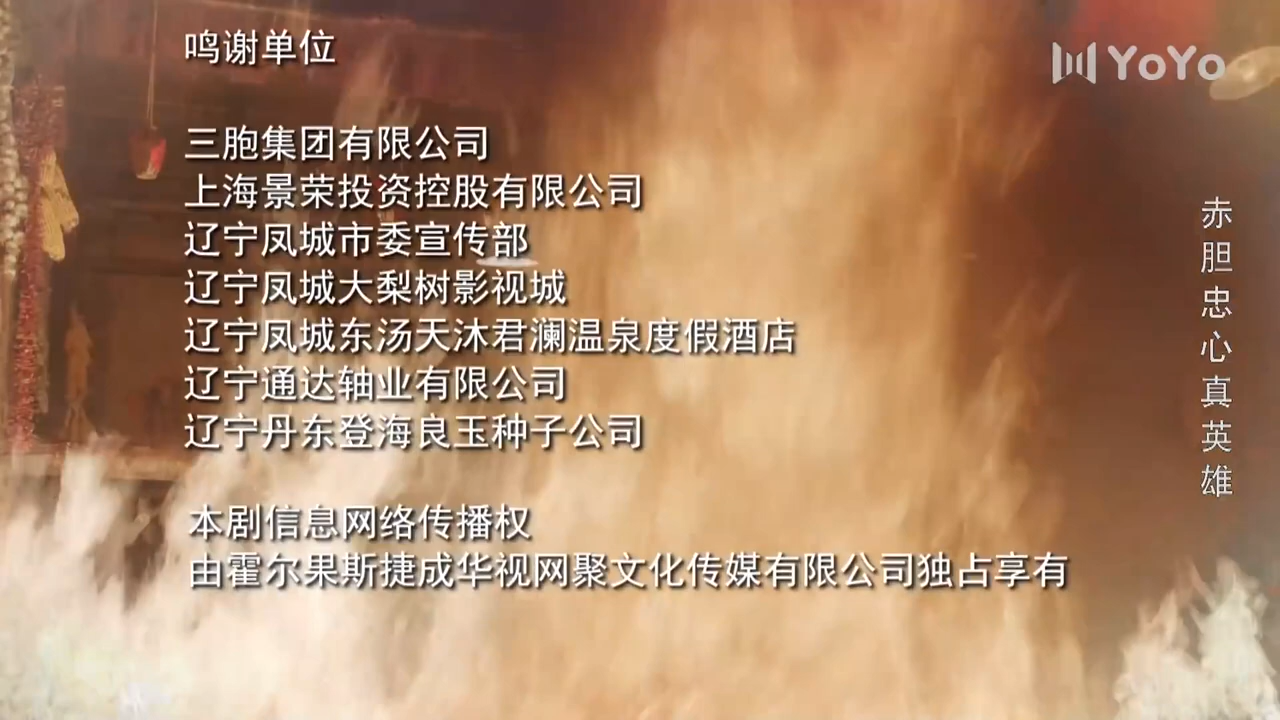 鸣谢单位
YoYo
三胞集团有限公司
上海景荣投资控股有限公司
辽宁凤城市委宣传部
辽宁凤城大梨树影视城
辽宁凤城东汤天沐君澜温泉度假酒店
辽宁通达轴业有限公司
辽宁丹东登海良玉种子公司
本剧信息网络传播权
由霍尔果斯捷成华视网聚文化传媒有限公司独占享有
赤胆忠心真英雄